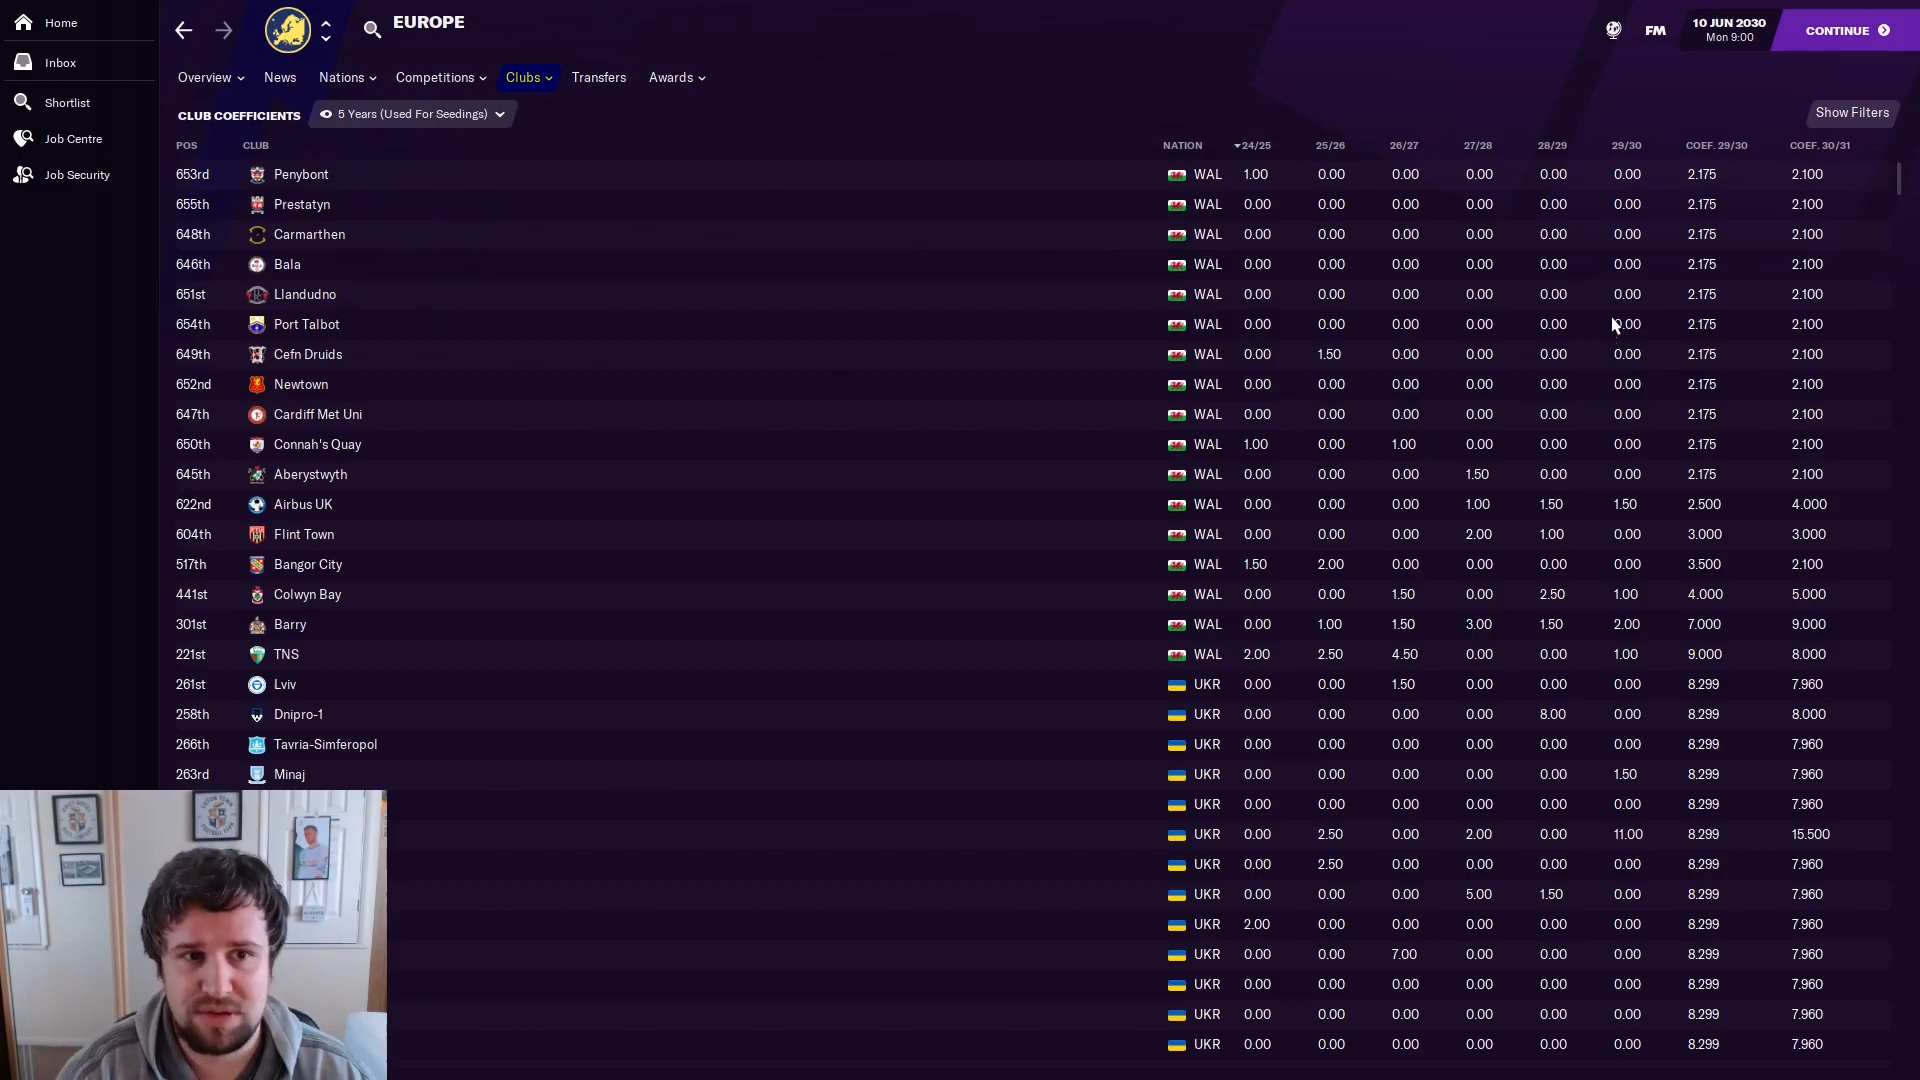 Home
Inbox
Shortlist
Job Centre
Job Security
EUROPE
FM
10 JUN 2030
Mon 9:00
CONTINUE
Overview News Nations Competitions Clubs Transfers Awards
CLUB COEFFICIENTS 5 Years (Used For Seedings) Show Filters
POS CLUB NATION 24/25 25/26 26/27 27/28 28/29 29/30 COEF. 29/30 COEF. 30/31
653rd Penybont WAL 1.00 0.00 0.00 0.00 0.00 0.00 2.175 2.100
655th Prestatyn WAL 0.00 0.00 0.00 0.00 0.00 0.00 2.175 2.100
648th Carmarthen WAL 0.00 0.00 0.00 0.00 0.00 0.00 2.175 2.100
646th Bala WAL 0.00 0.00 0.00 0.00 0.00 0.00 2.175 2.100
651st Llandudno WAL 0.00 0.00 0.00 0.00 0.00 0.00 2.175 2.100
654th Port Talbot WAL 0.00 0.00 0.00 0.00 0.00 0.00 2.175 2.100
649th Cefn Druids WAL 0.00 1.50 0.00 0.00 0.00 0.00 2.175 2.100
652nd Newtown WAL 0.00 0.00 0.00 0.00 0.00 0.00 2.175 2.100
647th Cardiff Met Uni WAL 0.00 0.00 0.00 0.00 0.00 0.00 2.175 2.100
650th Connah's Quay WAL 1.00 0.00 1.00 0.00 0.00 0.00 2.175 2.100
645th Aberystwyth WAL 0.00 0.00 0.00 1.50 0.00 0.00 2.175 2.100
622nd Airbus UK WAL 0.00 0.00 0.00 1.00 1.50 1.50 2.500 4.000
604th Flint Town WAL 0.00 0.00 0.00 2.00 1.00 0.00 3.000 3.000
517th Bangor City WAL 1.50 2.00 0.00 0.00 0.00 0.00 3.500 2.100
441st Colwyn Bay WAL 0.00 0.00 1.50 0.00 2.50 1.00 4.000 5.000
301st Barry WAL 0.00 1.00 1.50 3.00 1.50 2.00 7.000 9.000
221st TNS WAL 2.00 2.50 4.50 0.00 0.00 1.00 9.000 8.000
261st Lviv UKR 0.00 0.00 1.50 0.00 0.00 0.00 8.299 7.960
258th Dnipro-1 UKR 0.00 0.00 0.00 0.00 8.00 0.00 8.299 8.000
266th Tavria-Simferopol UKR 0.00 0.00 0.00 0.00 0.00 0.00 8.299 7.960
263rd Minaj UKR 0.00 0.00 0.00 0.00 0.00 1.50 8.299 7.960
UKR 0.00 0.00 0.00 0.00 0.00 0.00 8.299 7.960
UKR 0.00 2.50 0.00 2.00 0.00 11.00 8.299 15.500
UKR 0.00 2.50 0.00 0.00 0.00 0.00 8.299 7.960
UKR 0.00 0.00 0.00 5.00 1.50 0.00 8.299 7.960
UKR 2.00 0.00 0.00 0.00 0.00 0.00 8.299 7.960
UKR 0.00 0.00 7.00 0.00 0.00 0.00 8.299 7.960
UKR 0.00 0.00 0.00 0.00 0.00 0.00 8.299 7.960
UKR 0.00 0.00 0.00 0.00 0.00 0.00 8.299 7.960
UKR 0.00 0.00 0.00 0.00 0.00 0.00 8.299 7.960